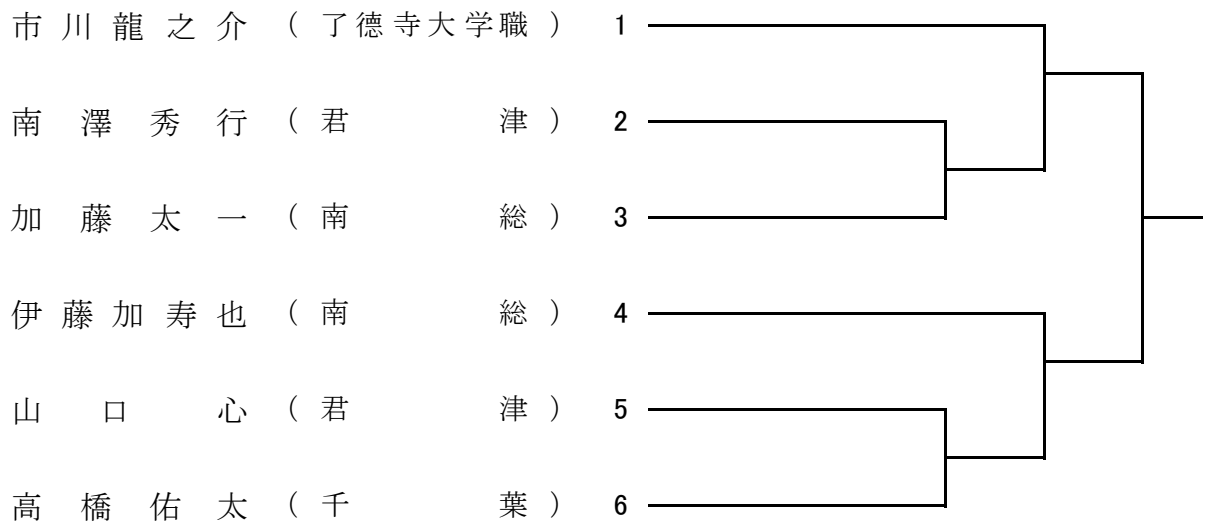 市川龍之介 (了德寺大学職) 1
南澤秀行 (君津) 2
加藤太一 (南総) 3
伊藤加寿也 (南総) 4
山口心 (君津) 5
高橋佑太 (千葉) 6